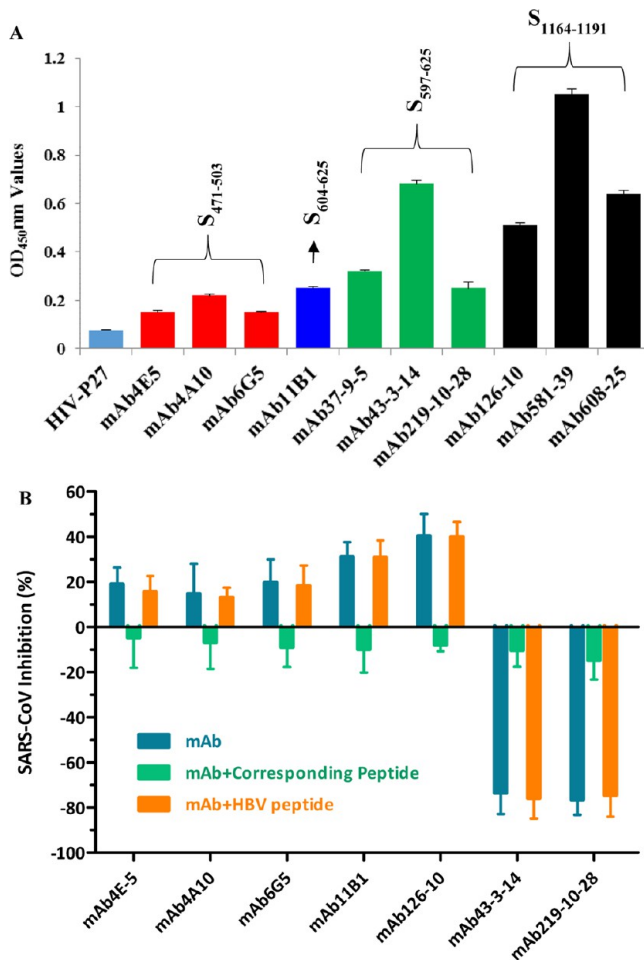 A
S1164-1191
S597-625
S471-503
S604-625
OD450nm Values
1.2
1
0.8
0.6
0.4
0.2
0
HIV-P27
mAb4E5
mAb4A10
mAb6G5
mAb11B1
mAb37-9-5
mAb43-3-14
mAb219-10-28
mAb126-10
mAb581-39
mAb608-25
B
SARS-CoV Inhibition (%)
60
40
20
0
-20
-40
-60
-80
-100
mAb
mAb+Corresponding Peptide
mAb+HBV peptide
mAb4E-5
mAb4A10
mAb6G5
mAb11B1
mAb126-10
mAb43-3-14
mAb219-10-28